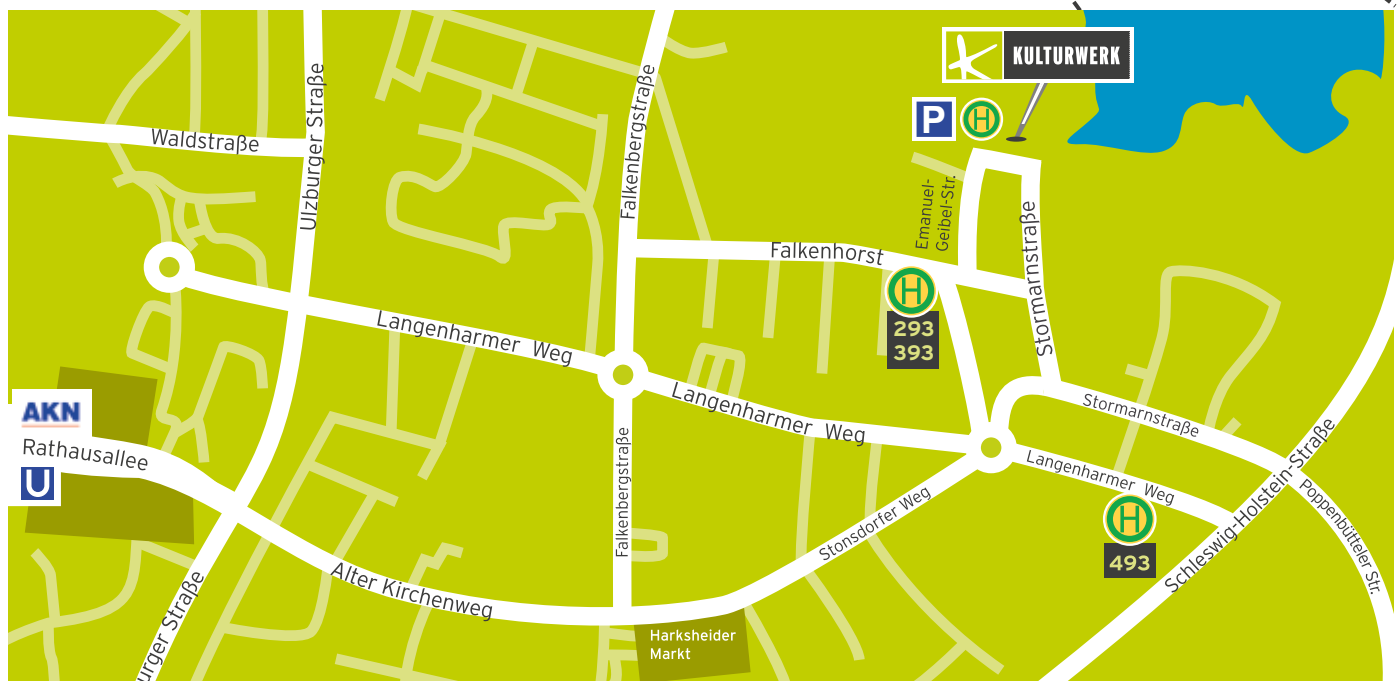 KULTURWERK
P
H
Waldstraße
Ulzburger Straße
Falkenbergstraße
Emanuel-
Geibel-Str.
Falkenhorst
Stormarnstraße
H
293
393
Langenharmer Weg
Langenharmer Weg
Stormarnstraße
AKN
Rathausallee
U
Falkenbergstraße
Langenharmer Weg
Schleswig-Holstein-Straße
Poppenbütteler Str.
Stonsdorfer Weg
H
493
Alter Kirchenweg
urger Straße
Harksheider
Markt